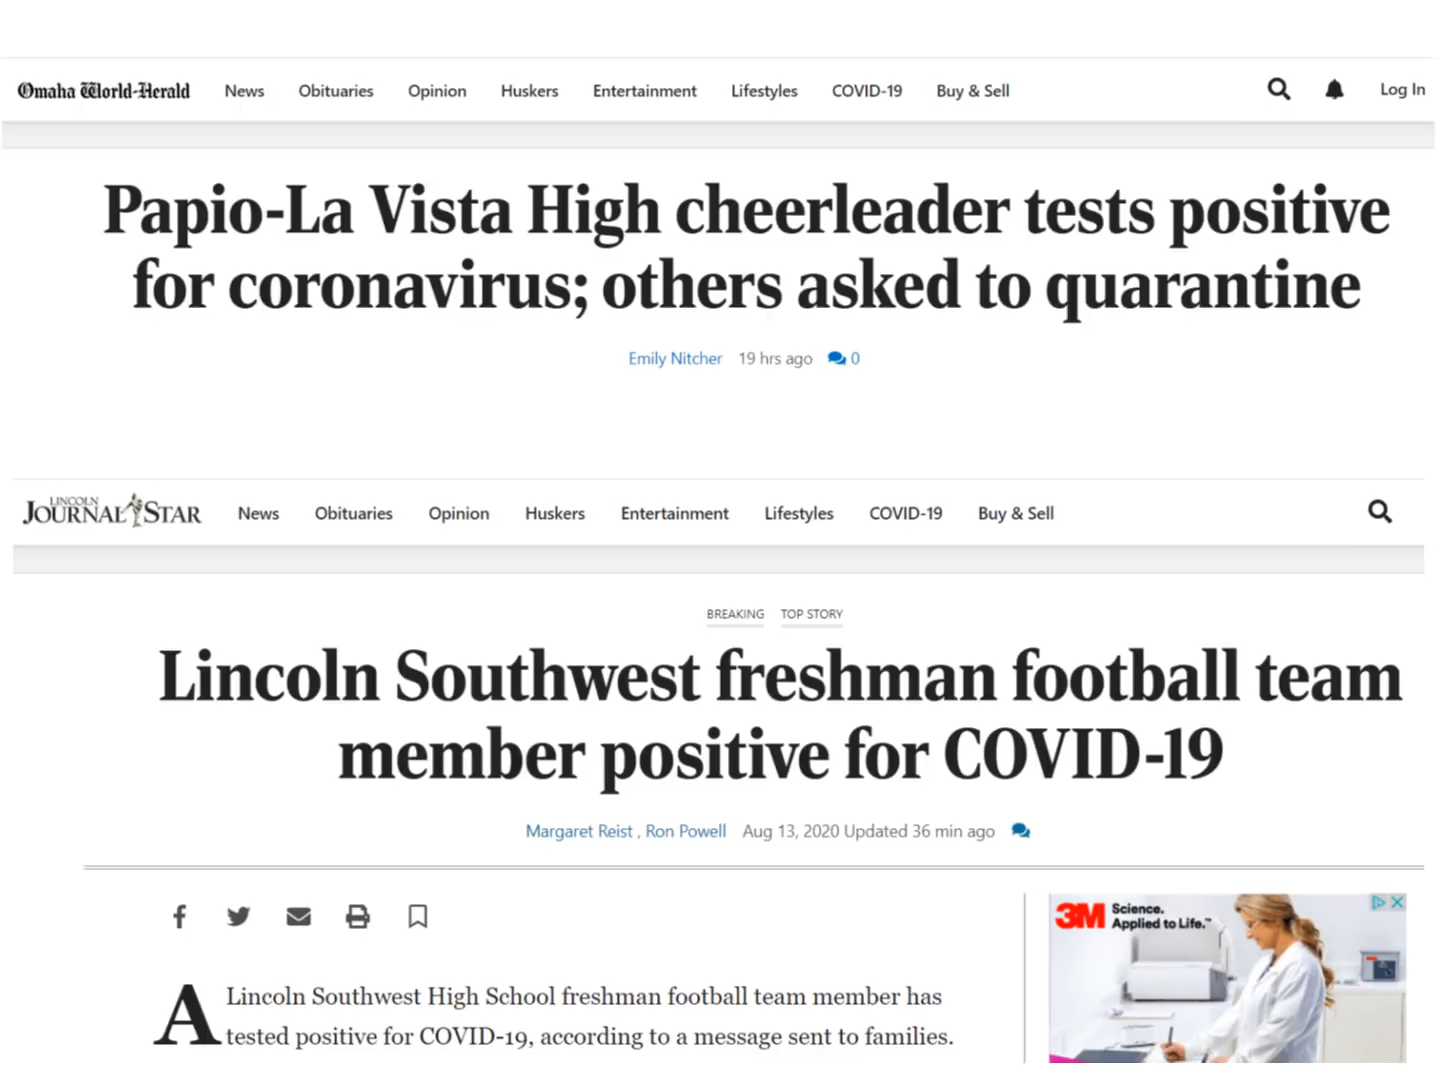 Omaha World-Herald News Obituaries Opinion Huskers Entertainment Lifestyles COVID-19 Buy & Sell Log In
Papio-La Vista High cheerleader tests positive
for coronavirus; others asked to quarantine
Emily Nitcher 19 hrs ago 0
LINCOLN
JOURNAL STAR News Obituaries Opinion Huskers Entertainment Lifestyles COVID-19 Buy & Sell
BREAKING TOP STORY
Lincoln Southwest freshman football team
member positive for COVID-19
Margaret Reist , Ron Powell Aug 13, 2020 Updated 36 min ago
3M Science.
Applied to Life.™
A Lincoln Southwest High School freshman football team member has
tested positive for COVID-19, according to a message sent to families.